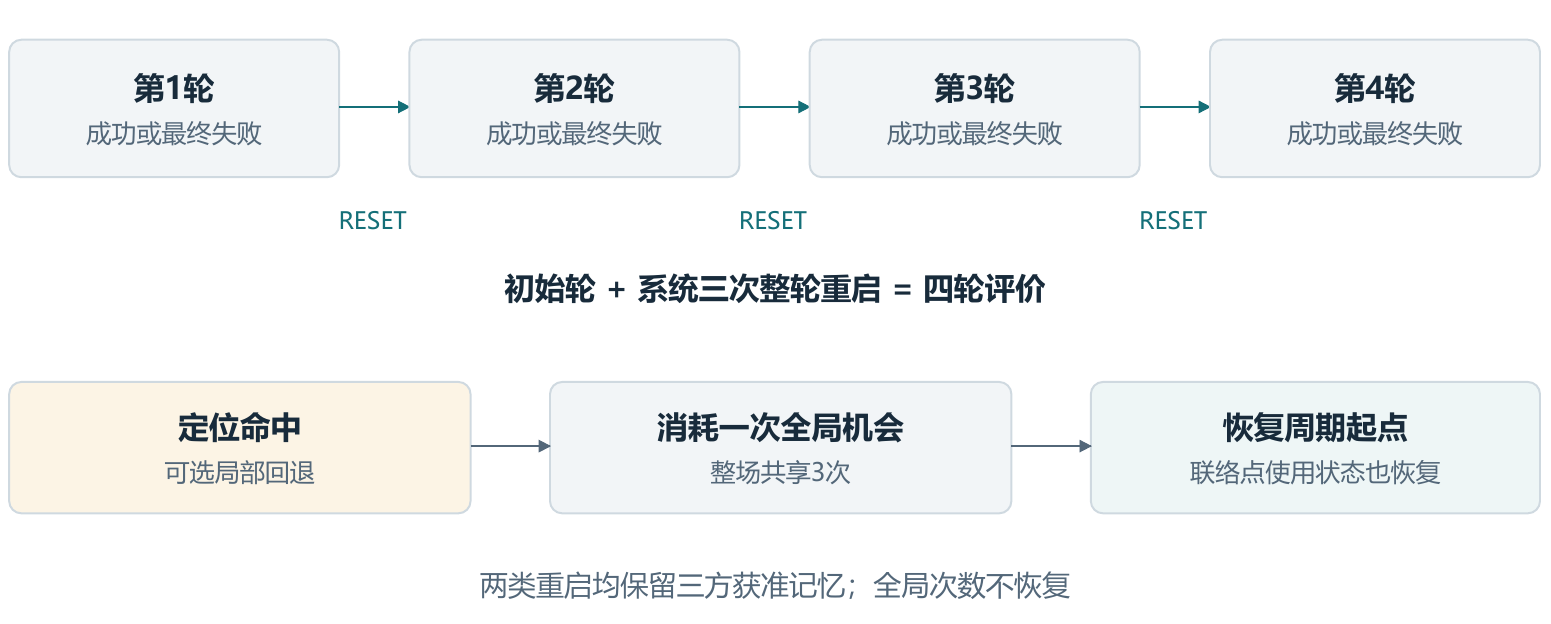 第1轮
成功或最终失败
第2轮
成功或最终失败
第3轮
成功或最终失败
第4轮
成功或最终失败
RESET
RESET
RESET
初始轮 + 系统三次整轮重启 = 四轮评价
定位命中
可选局部回退
消耗一次全局机会
整场共享3次
恢复周期起点
联络点使用状态也恢复
两类重启均保留三方获准记忆；全局次数不恢复